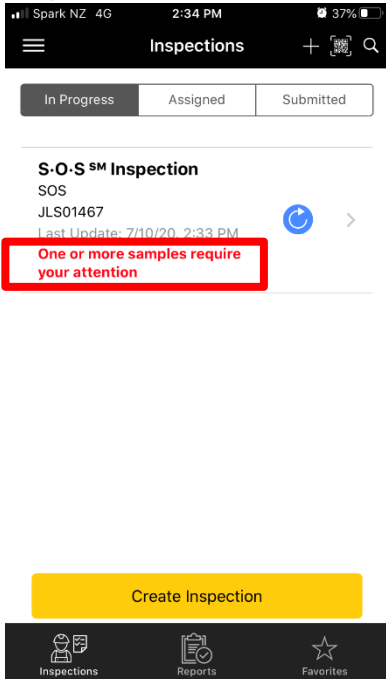 Spark NZ 4G 2:34 PM 37%
Inspections
In Progress Assigned Submitted
S·O·S ℠ Inspection
SOS
JLS01467
Last Update: 7/10/20, 2:33 PM
One or more samples require
your attention
Create Inspection
Inspections Reports Favorites